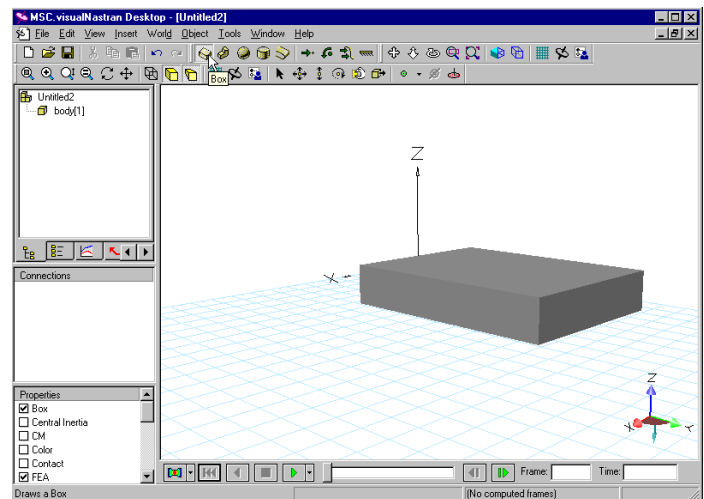 MSC.visualNastran Desktop - [Untitled2]
File Edit View Insert World Object Tools Window Help
Box
Untitled2
body[1]
Z
X
Connections
Properties
Box
Central Inertia
CM
Color
Contact
FEA
Z
X
Y
Frame:
Time:
Draws a Box
(No computed frames)